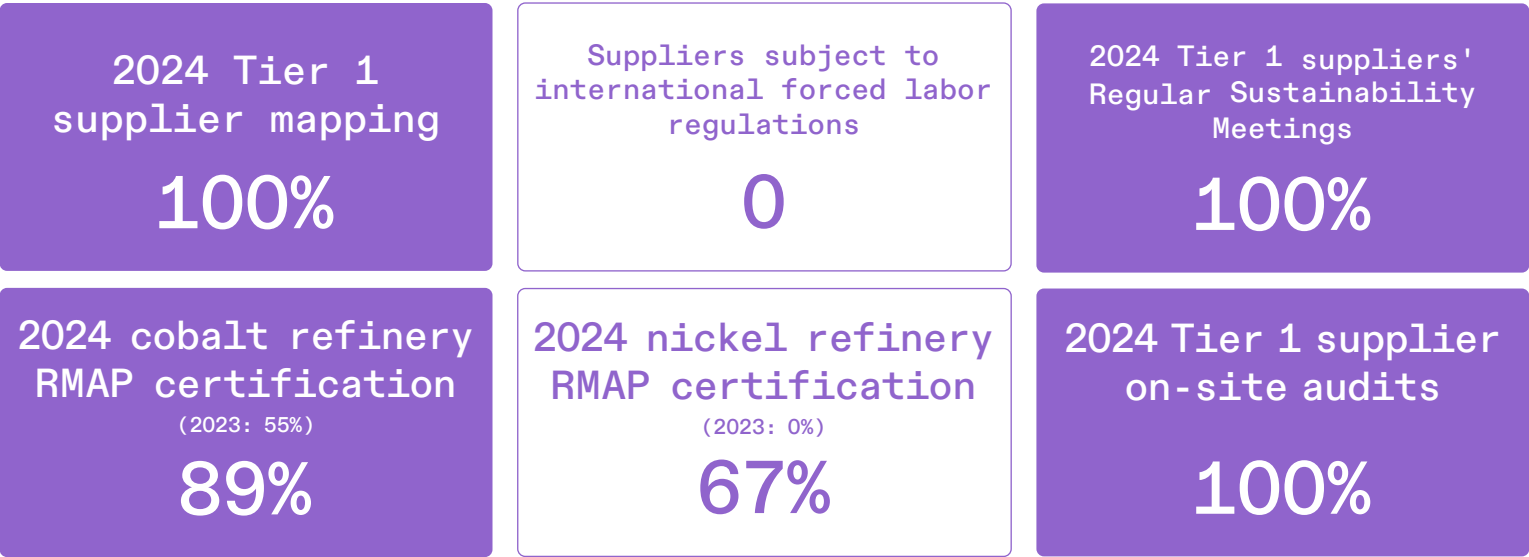 2024 Tier 1
supplier mapping
100%
Suppliers subject to
international forced labor
regulations
0
2024 Tier 1 suppliers'
Regular Sustainability
Meetings
100%
2024 cobalt refinery
RMAP certification
(2023: 55%)
89%
2024 nickel refinery
RMAP certification
(2023: 0%)
67%
2024 Tier 1 supplier
on-site audits
100%